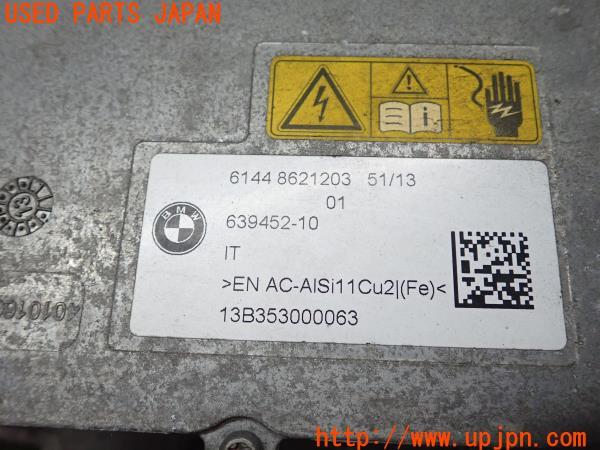 USED PARTS JAPAN
BMW
6144 8621203 51/13
01
639452-10
IT
>EN AC-AlSi11Cu2|(Fe)<
13B353000063
http://www.upjpn.com/